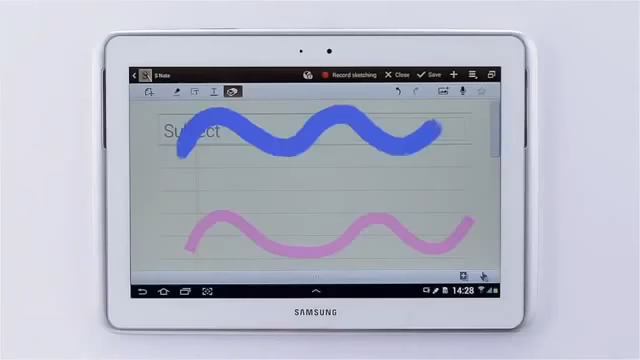 S Note
Record sketching
Close
Save
T
Subject
14:28
SAMSUNG